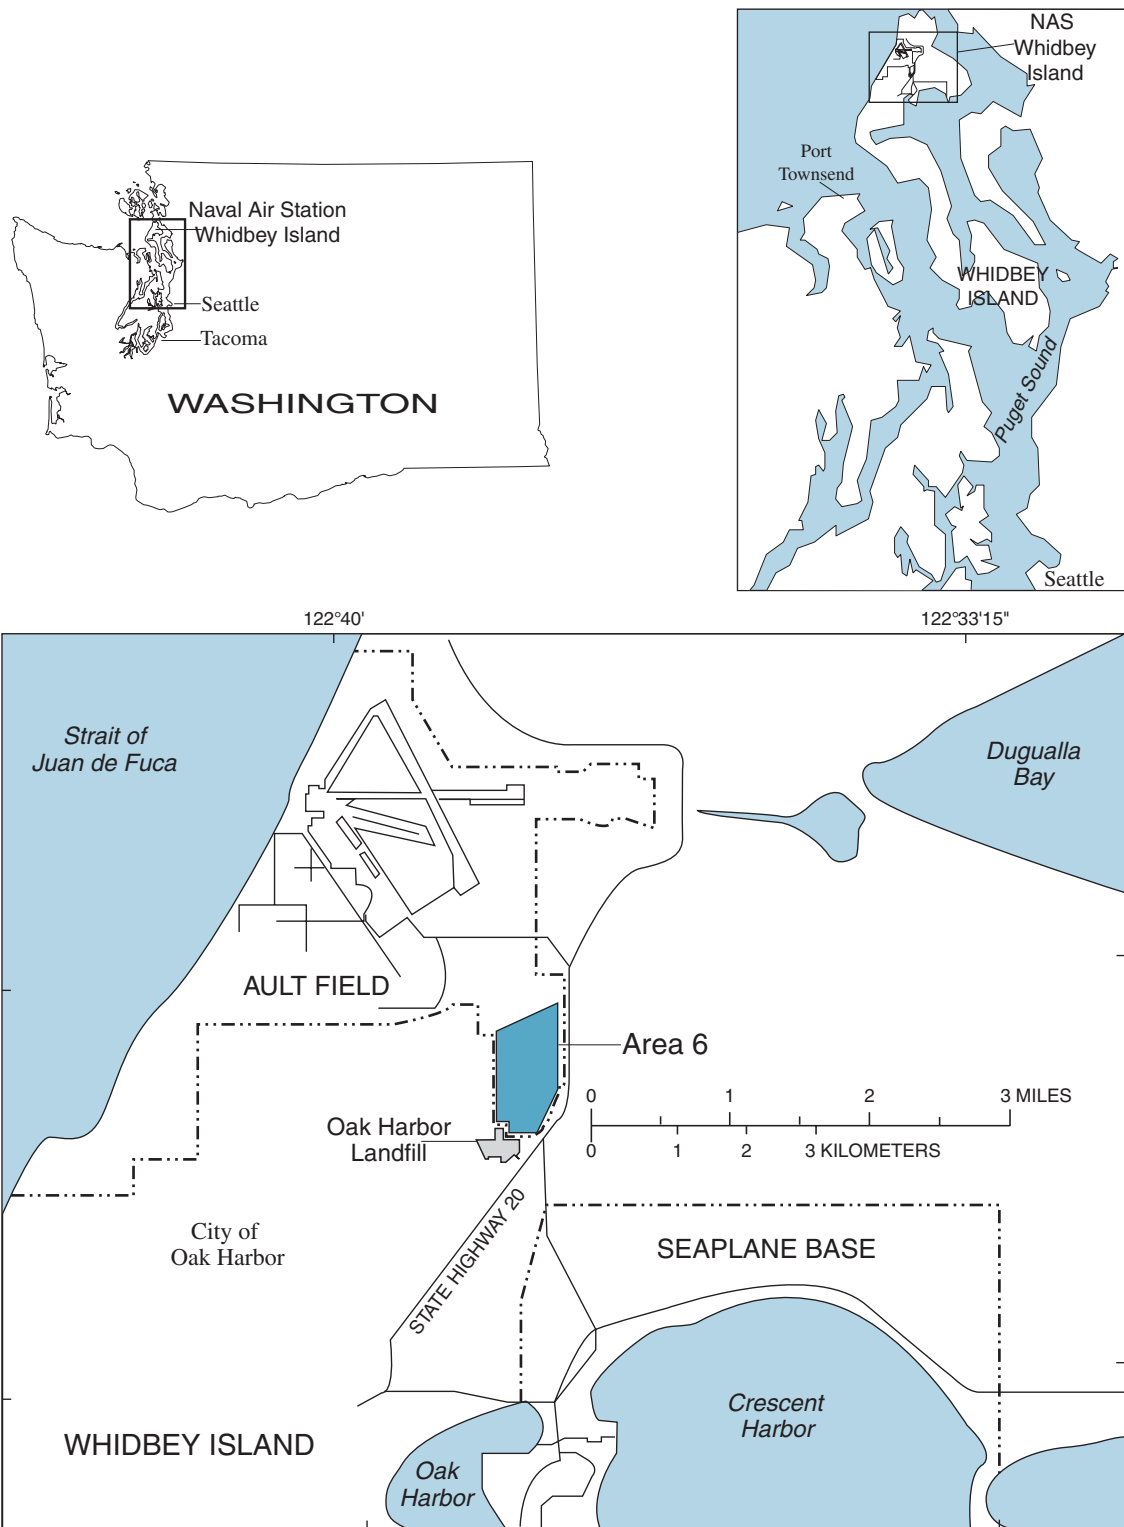 NAS
Whidbey
Island
Port
Townsend
WHIDBEY
ISLAND
Puget Sound
Seattle
Naval Air Station
Whidbey Island
Seattle
Tacoma
WASHINGTON
122°40'
122°33'15"
Strait of
Juan de Fuca
Dugualla
Bay
AULT FIELD
Area 6
0 1 2 3 MILES
0 1 2 3 KILOMETERS
Oak Harbor
Landfill
City of
Oak Harbor
STATE HIGHWAY 20
SEAPLANE BASE
Crescent
Harbor
WHIDBEY ISLAND
Oak
Harbor